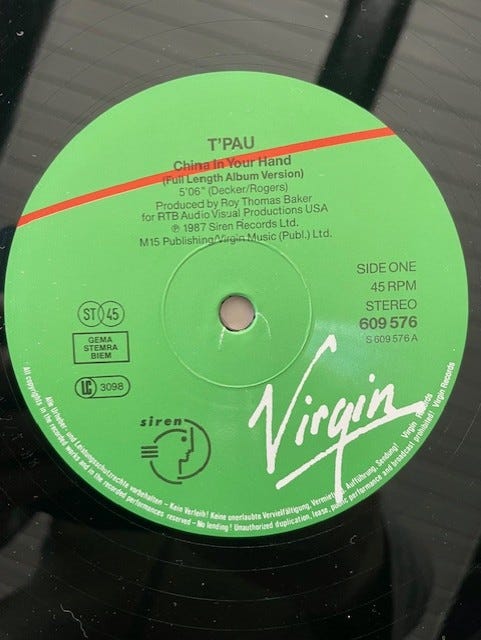 T'PAU
China In Your Hand
(Full Length Album Version)
5'06" (Decker/Rogers)
Produced by Roy Thomas Baker
for RTB Audio Visual Productions USA
℗ 1987 Siren Records Ltd.
M15 Publishing/Virgin Music (Publ.) Ltd.
SIDE ONE
45 RPM
STEREO
609 576
S 609 576 A
ST 45
GEMA
STEMRA
BIEM
LC 3098
siren
Virgin
Alle Urheber- und Leistungsschutzrechte vorbehalten – Kein Verleih! Keine unerlaubte Vervielfältigung, Vermietung, Aufführung, Sendung! Virgin Records
All copyrights in the recorded works and in the recorded performances reserved – No lending! Unauthorized duplication, lease, public performance and broadcast prohibited! Virgin Records